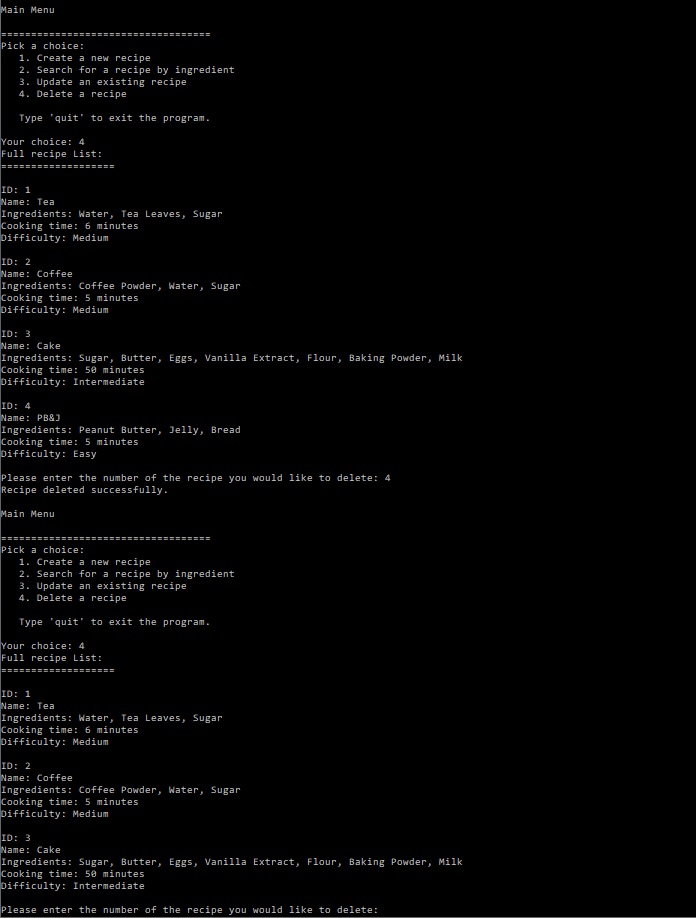 Main Menu
===================================
Pick a choice:
1. Create a new recipe
2. Search for a recipe by ingredient
3. Update an existing recipe
4. Delete a recipe
Type 'quit' to exit the program.
Your choice: 4
Full recipe List:
===================
ID: 1
Name: Tea
Ingredients: Water, Tea Leaves, Sugar
Cooking time: 6 minutes
Difficulty: Medium
ID: 2
Name: Coffee
Ingredients: Coffee Powder, Water, Sugar
Cooking time: 5 minutes
Difficulty: Medium
ID: 3
Name: Cake
Ingredients: Sugar, Butter, Eggs, Vanilla Extract, Flour, Baking Powder, Milk
Cooking time: 50 minutes
Difficulty: Intermediate
ID: 4
Name: PB&J
Ingredients: Peanut Butter, Jelly, Bread
Cooking time: 5 minutes
Difficulty: Easy
Please enter the number of the recipe you would like to delete: 4
Recipe deleted successfully.
Main Menu
===================================
Pick a choice:
1. Create a new recipe
2. Search for a recipe by ingredient
3. Update an existing recipe
4. Delete a recipe
Type 'quit' to exit the program.
Your choice: 4
Full recipe List:
===================
ID: 1
Name: Tea
Ingredients: Water, Tea Leaves, Sugar
Cooking time: 6 minutes
Difficulty: Medium
ID: 2
Name: Coffee
Ingredients: Coffee Powder, Water, Sugar
Cooking time: 5 minutes
Difficulty: Medium
ID: 3
Name: Cake
Ingredients: Sugar, Butter, Eggs, Vanilla Extract, Flour, Baking Powder, Milk
Cooking time: 50 minutes
Difficulty: Intermediate
Please enter the number of the recipe you would like to delete: